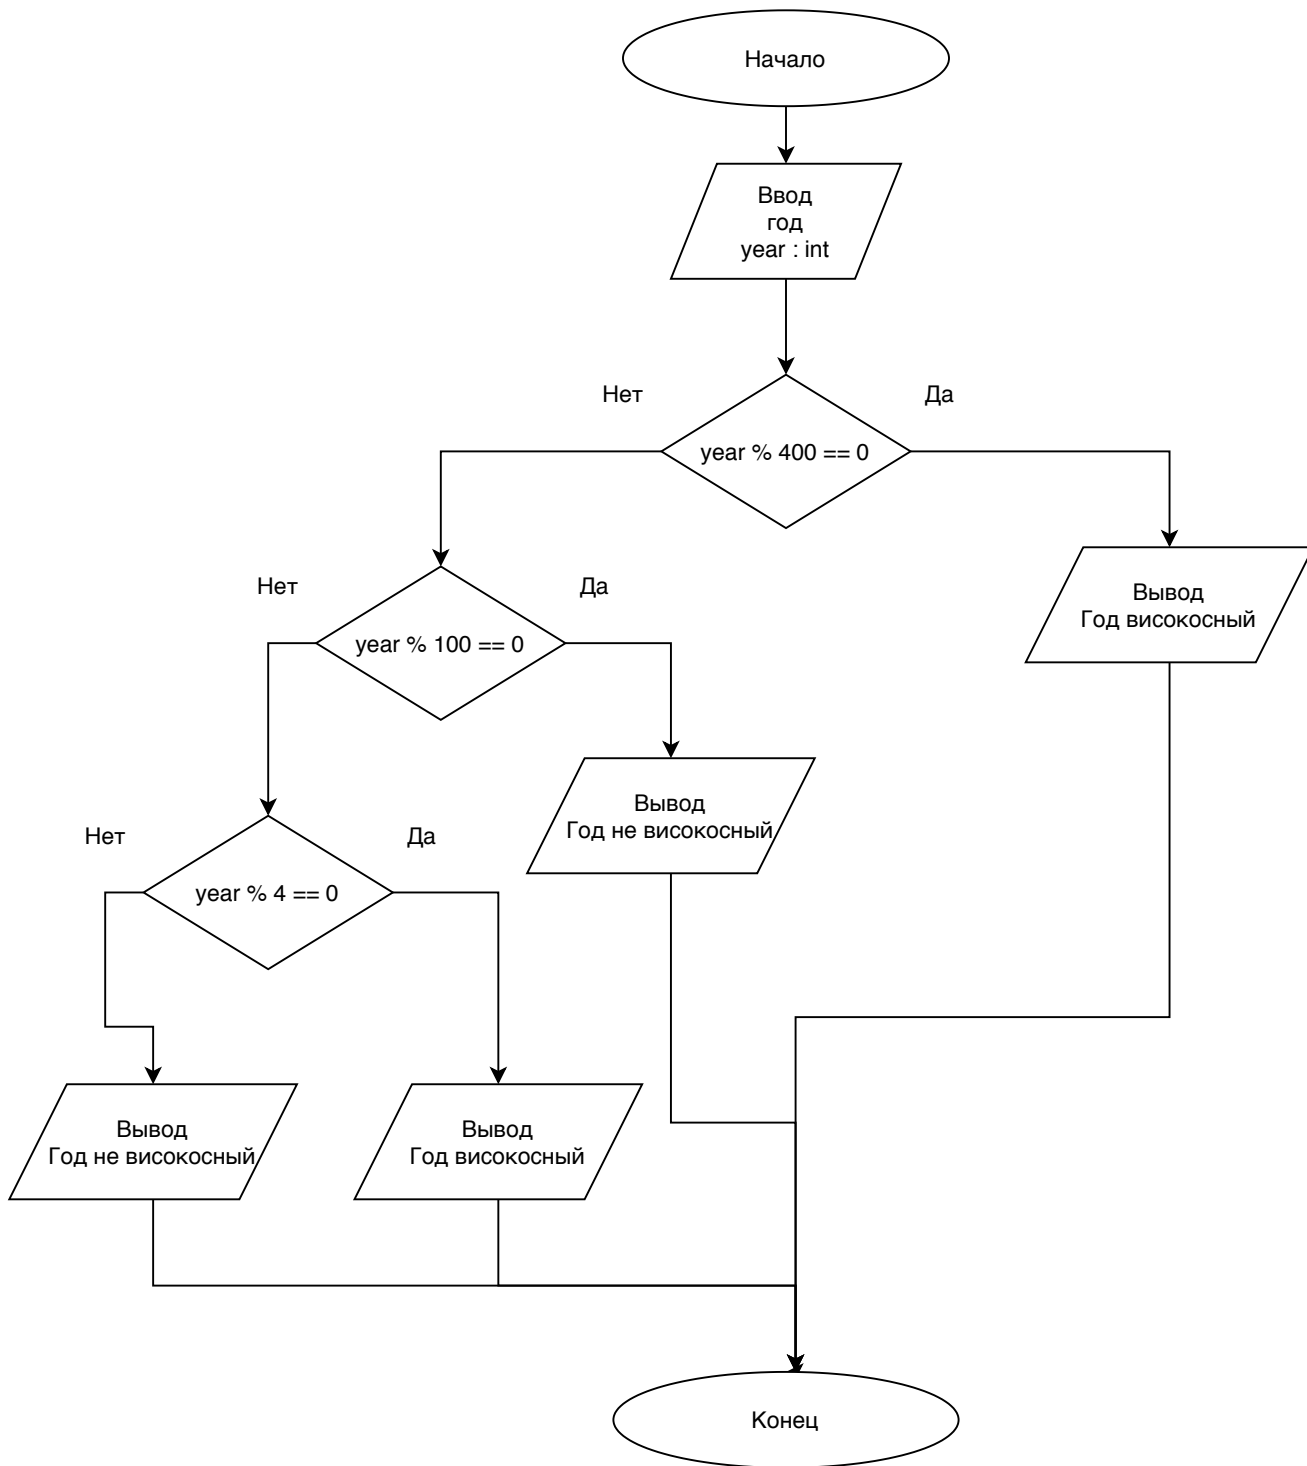 Начало
Ввод
год
year : int
Нет
Да
year % 400 == 0
Нет
Да
year % 100 == 0
Вывод
Год високосный
Нет
Да
year % 4 == 0
Вывод
Год не високосный
Вывод
Год не високосный
Вывод
Год високосный
Конец